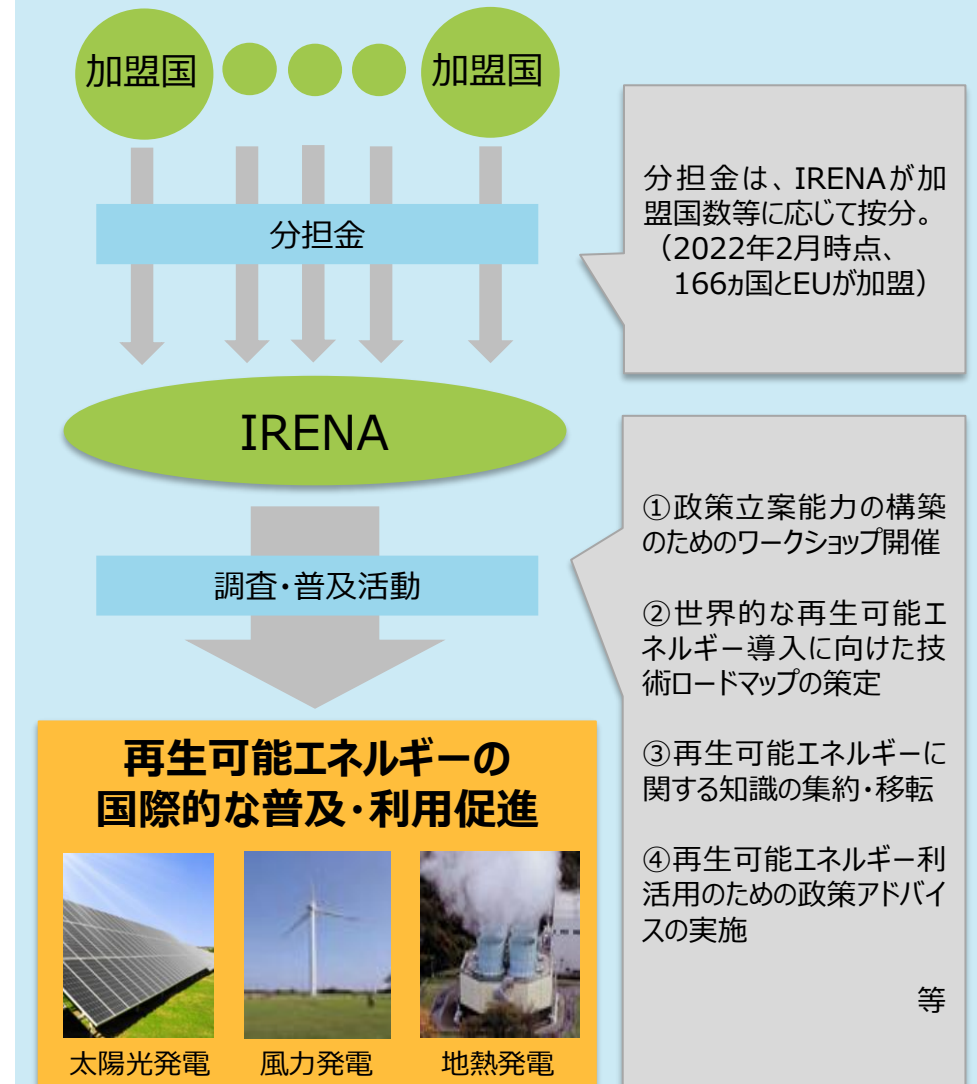 加盟国
加盟国
分担金
分担金は、IRENAが加
盟国数等に応じて按分。
（2022年2月時点、
166ヵ国とEUが加盟）
IRENA
調査・普及活動
①政策立案能力の構築
のためのワークショップ開催
②世界的な再生可能エ
ネルギー導入に向けた技
術ロードマップの策定
③再生可能エネルギーに
関する知識の集約・移転
④再生可能エネルギー利
活用のための政策アドバイ
スの実施
等
再生可能エネルギーの
国際的な普及・利用促進
太陽光発電
風力発電
地熱発電